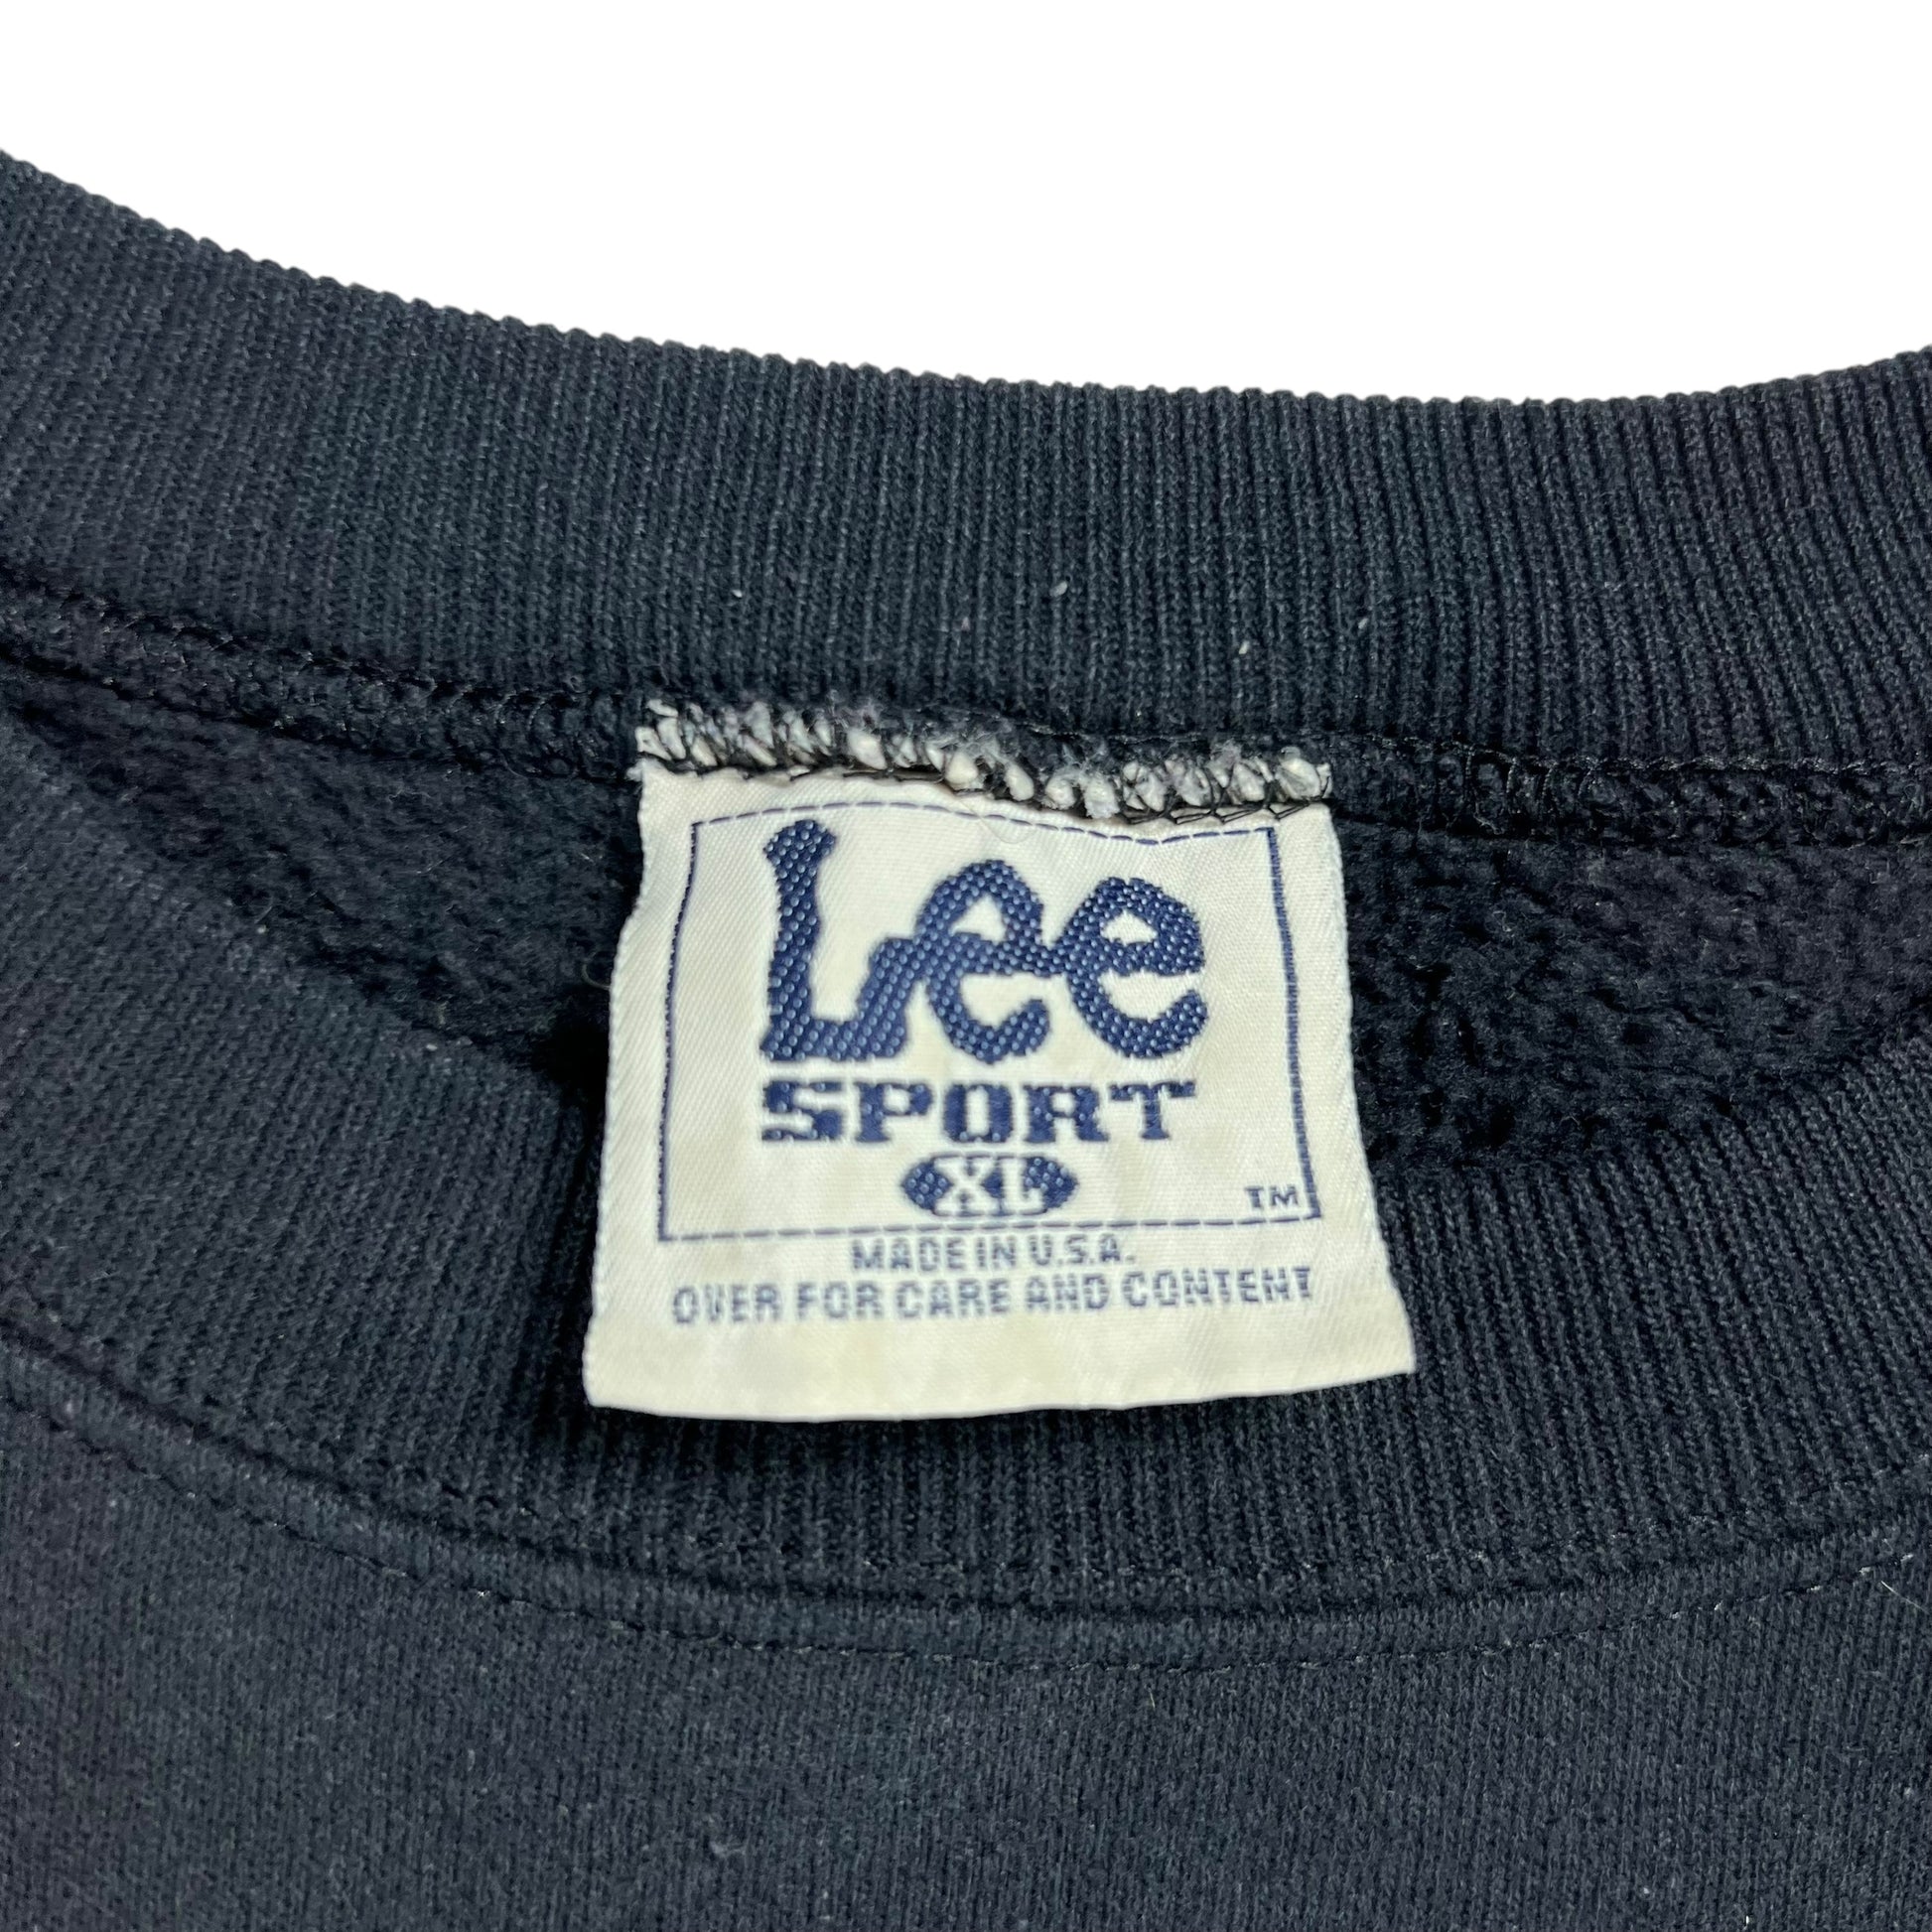 Lee
SPORT
XL
TM
MADE IN U.S.A.
OVER FOR CARE AND CONTENT